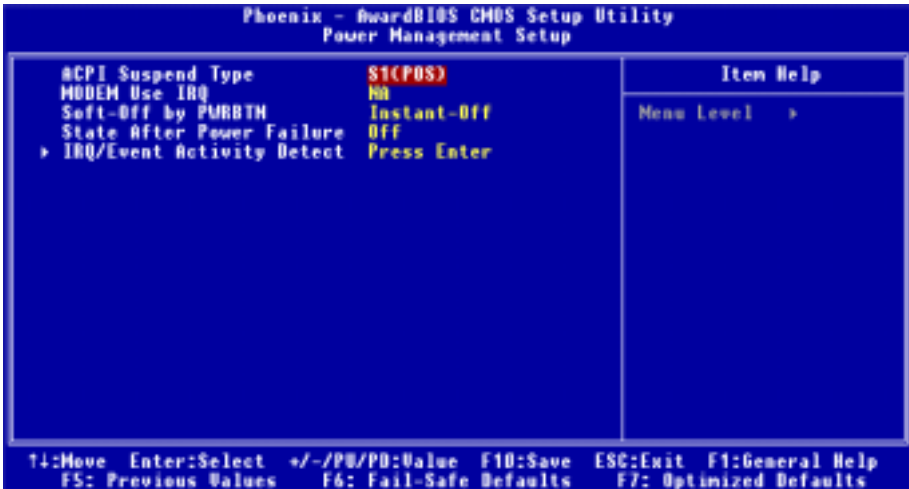 Phoenix - AwardBIOS CMOS Setup Utility
Power Management Setup
ACPI Suspend Type S1(POS)
MODEM Use IRQ NA
Soft-Off by PWRBTN Instant-Off
State After Power Failure Off
▸ IRQ/Event Activity Detect Press Enter
Item Help
Menu Level ▸
↑↓:Move Enter:Select +/-/PU/PD:Value F10:Save ESC:Exit F1:General Help
F5: Previous Values F6: Fail-Safe Defaults F7: Optimized Defaults